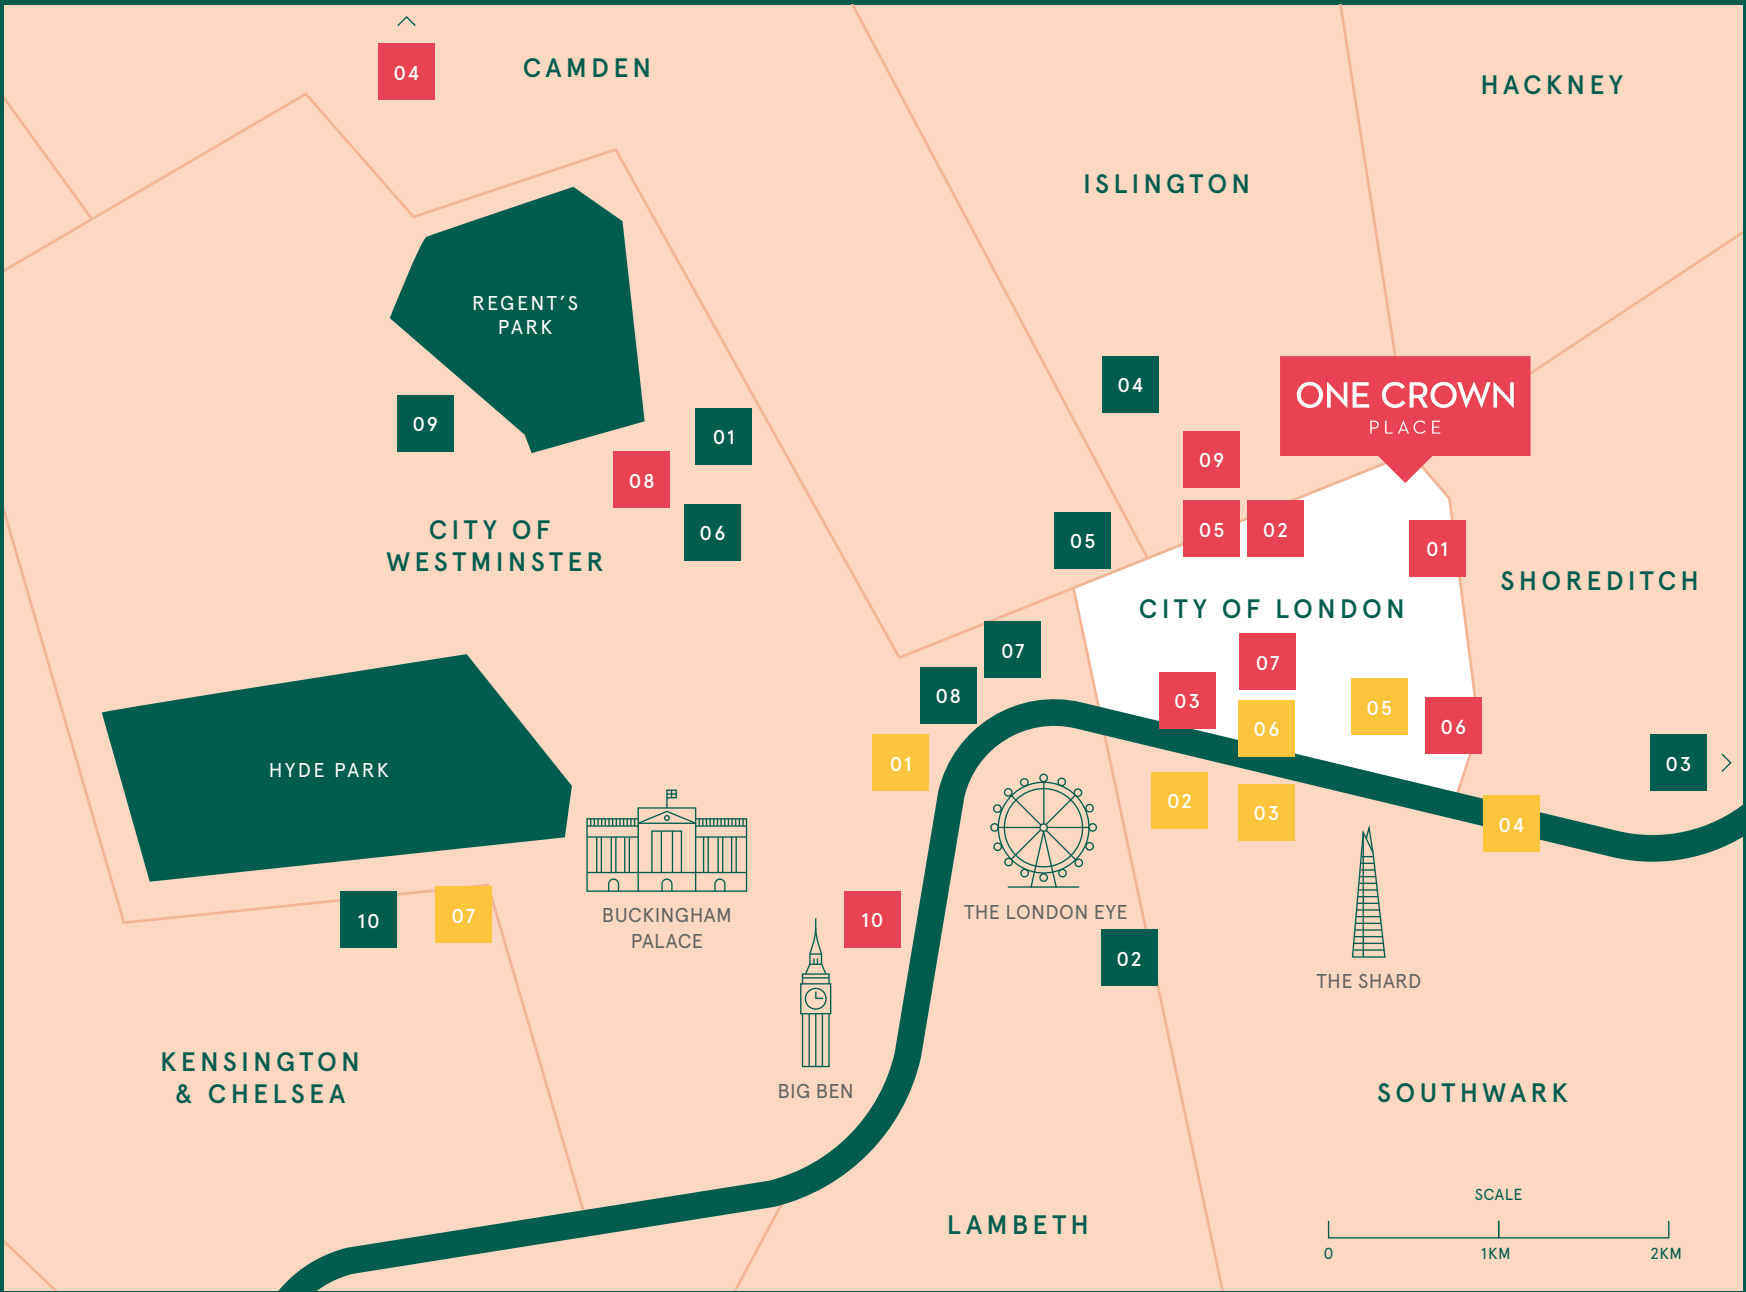 04
CAMDEN
HACKNEY
ISLINGTON
REGENT'S
PARK
04
ONE CROWN
PLACE
09
01
09
08
06
CITY OF
WESTMINSTER
05
05
02
01
SHOREDITCH
CITY OF LONDON
07
07
08
03
06
05
06
01
03
HYDE PARK
02
03
04
10
07
BUCKINGHAM
PALACE
10
THE LONDON EYE
02
THE SHARD
BIG BEN
KENSINGTON
& CHELSEA
SOUTHWARK
LAMBETH
SCALE
0
1KM
2KM